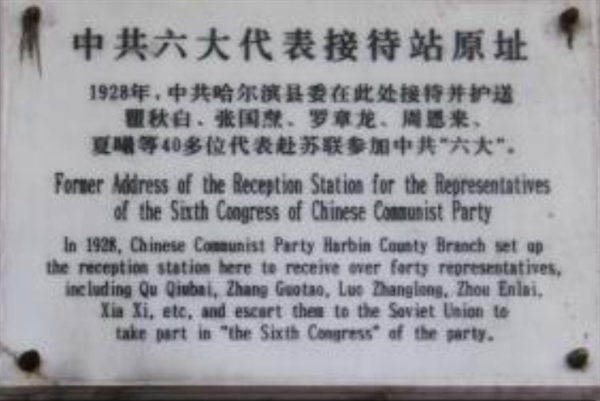 中共六大代表接待站原址
1928年，中共哈尔滨县委在此处接待并护送
瞿秋白、张国焘、罗章龙、周恩来、
夏曦等40多位代表赴苏联参加中共“六大”。
Former Address of the Reception Station for the Representatives
of the Sixth Congress of Chinese Communist Party
In 1928, Chinese Communist Party Harbin County Branch set up
the reception station here to receive over forty representatives,
including Qu Qiubai, Zhang Guotao, Luo Zhanglong, Zhou Enlai,
Xia Xi, etc, and escort them to the Soviet Union to
take part in "the Sixth Congress" of the party.